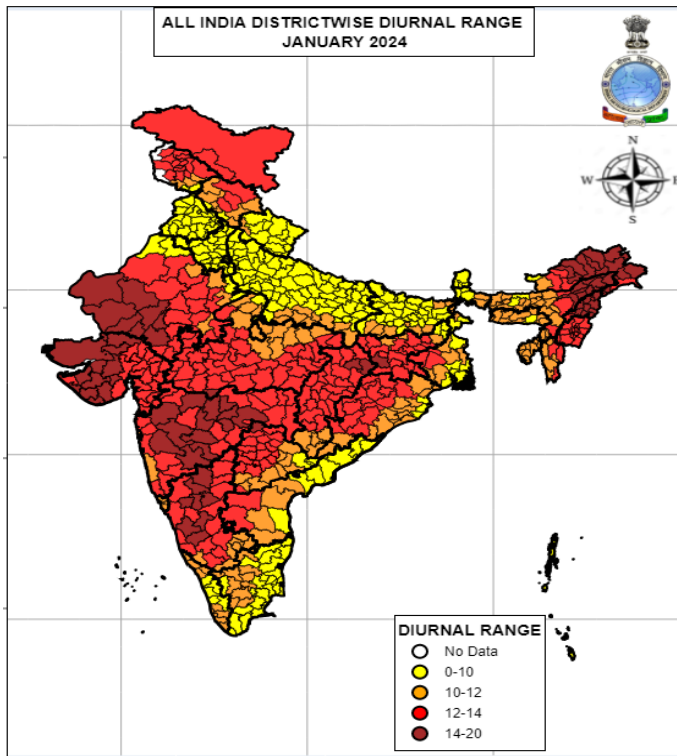 ALL INDIA DISTRICTWISE DIURNAL RANGE
JANUARY 2024
N
W
E
S
DIURNAL RANGE
No Data
0-10
10-12
12-14
14-20